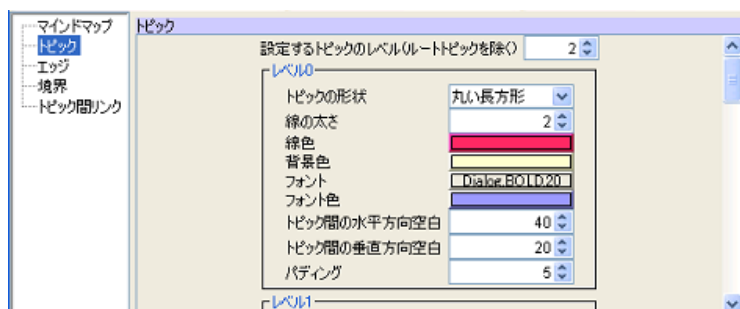 マインドマップ
トピック
エッジ
境界
トピック間リンク
トピック
設定するトピックのレベル(ルートトピックを除く) 2
レベル0
トピックの形状 丸い長方形
線の太さ 2
線色
背景色
フォント Dialog.BOLD.20
フォント色
トピック間の水平方向空白 40
トピック間の垂直方向空白 20
パディング 5
レベル1